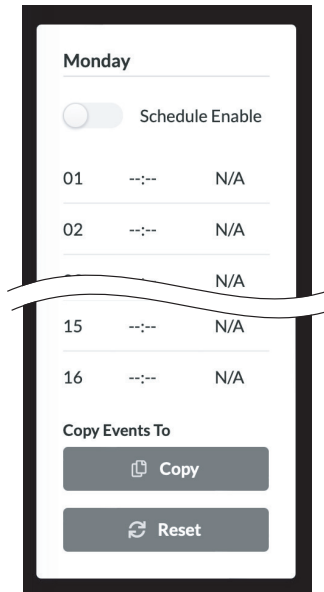 Monday
Schedule Enable
01 --:-- N/A
02 --:-- N/A
N/A
15 --:-- N/A
16 --:-- N/A
Copy Events To
Copy
Reset